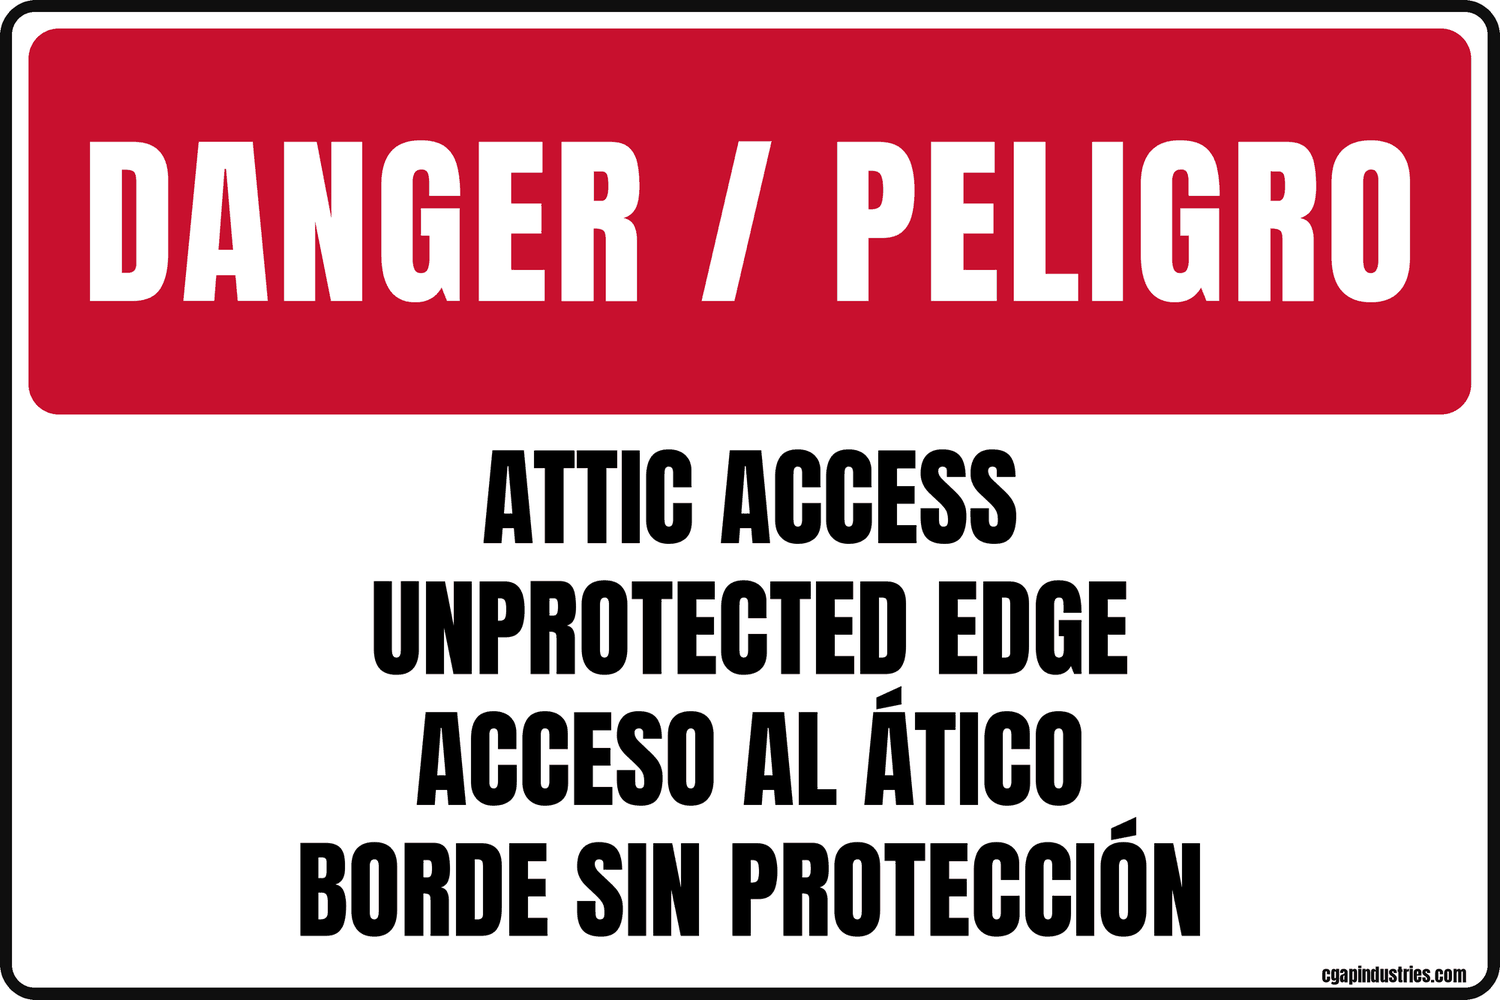 DANGER / PELIGRO
ATTIC ACCESS
UNPROTECTED EDGE
ACCESO AL ÁTICO
BORDE SIN PROTECCIÓN
cgapindustries.com